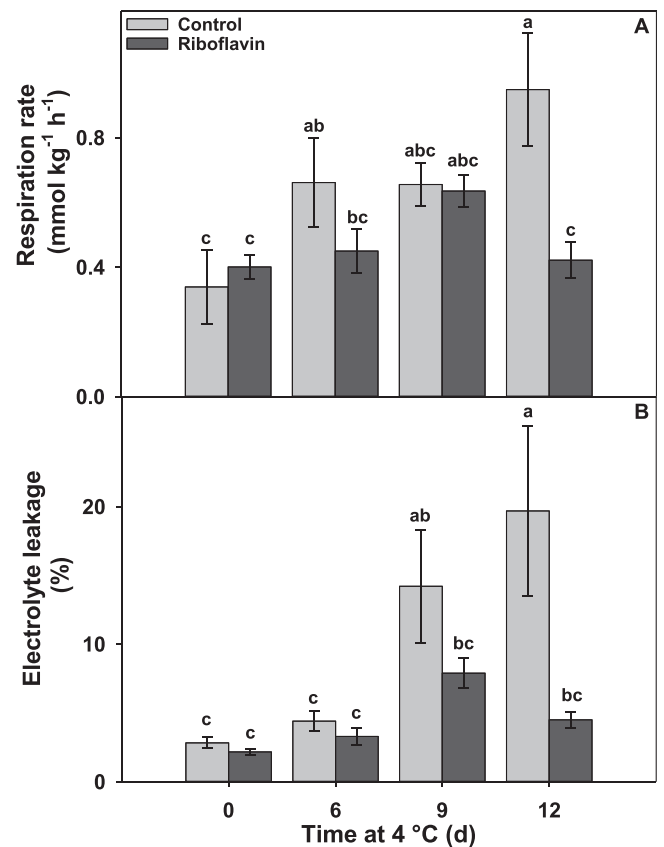 Control
Riboflavin
A
Respiration rate
(mmol kg⁻¹ h⁻¹)
0.8
0.4
0.0
c
c
ab
bc
abc
abc
a
c
B
Electrolyte leakage
(%)
20
10
0
c
c
c
c
ab
bc
a
bc
0
6
9
12
Time at 4 °C (d)